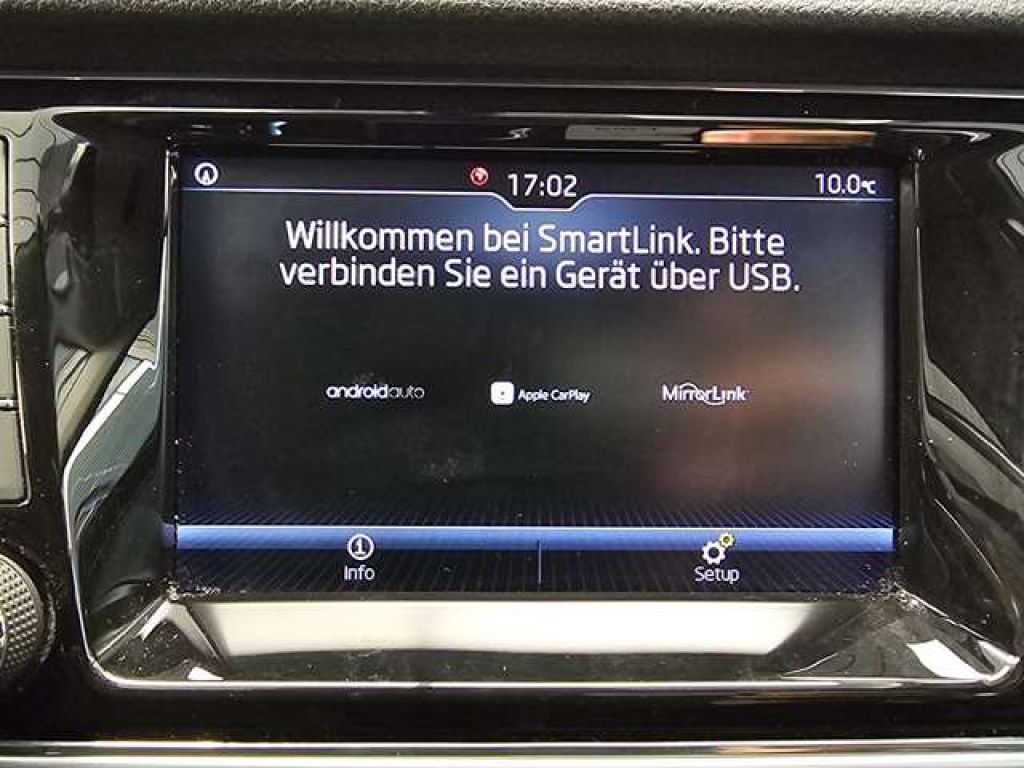 17:02
10.0°C
Willkommen bei SmartLink. Bitte
verbinden Sie ein Gerät über USB.
androidauto
Apple CarPlay
MirrorLink
Info
Setup